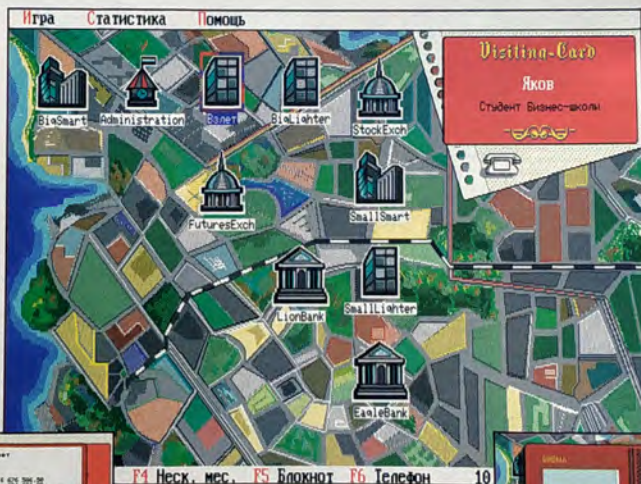 Игра Статистика Помощь
Visiting-Card
Яков
Студент Бизнес-школы
BigSmart Administration Взлет BigLighter StockExch
FuturesExch SmallSmart
LionBank SmallLighter
EagleBank
F4 Неск. мес. F5 Блокнот F6 Телефон 10